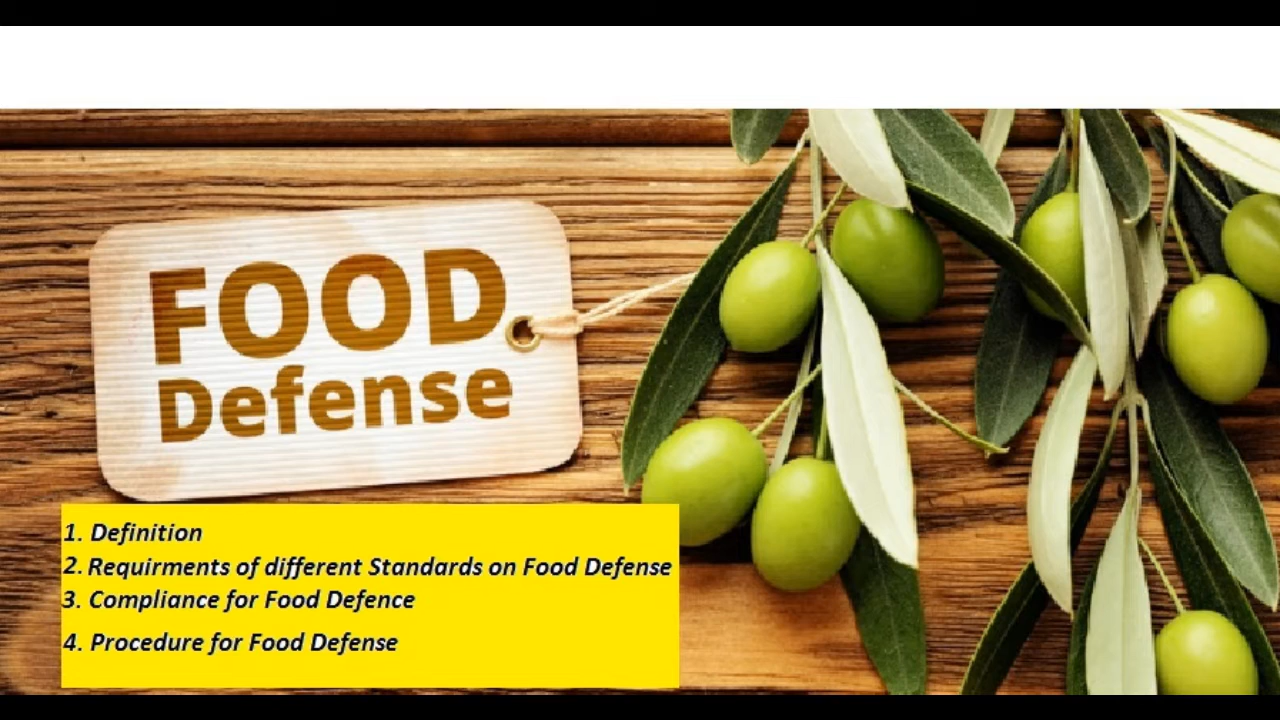 FOOD
Defense
1. Definition
2. Requirments of different Standards on Food Defense
3. Compliance for Food Defence
4. Procedure for Food Defense